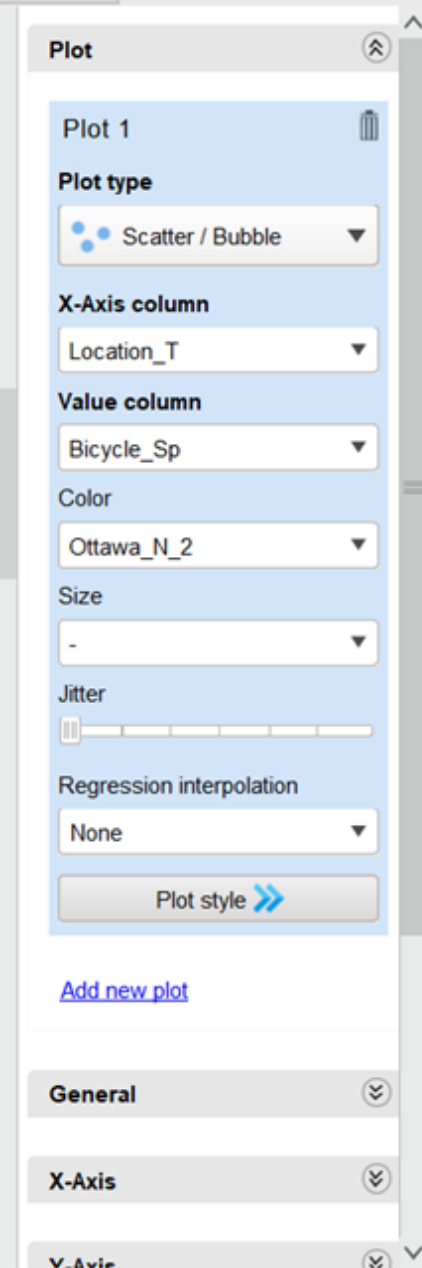 Plot
Plot 1
Plot type
Scatter / Bubble
X-Axis column
Location_T
Value column
Bicycle_Sp
Color
Ottawa_N_2
Size
-
Jitter
Regression interpolation
None
Plot style
Add new plot
General
X-Axis
Y-Axis